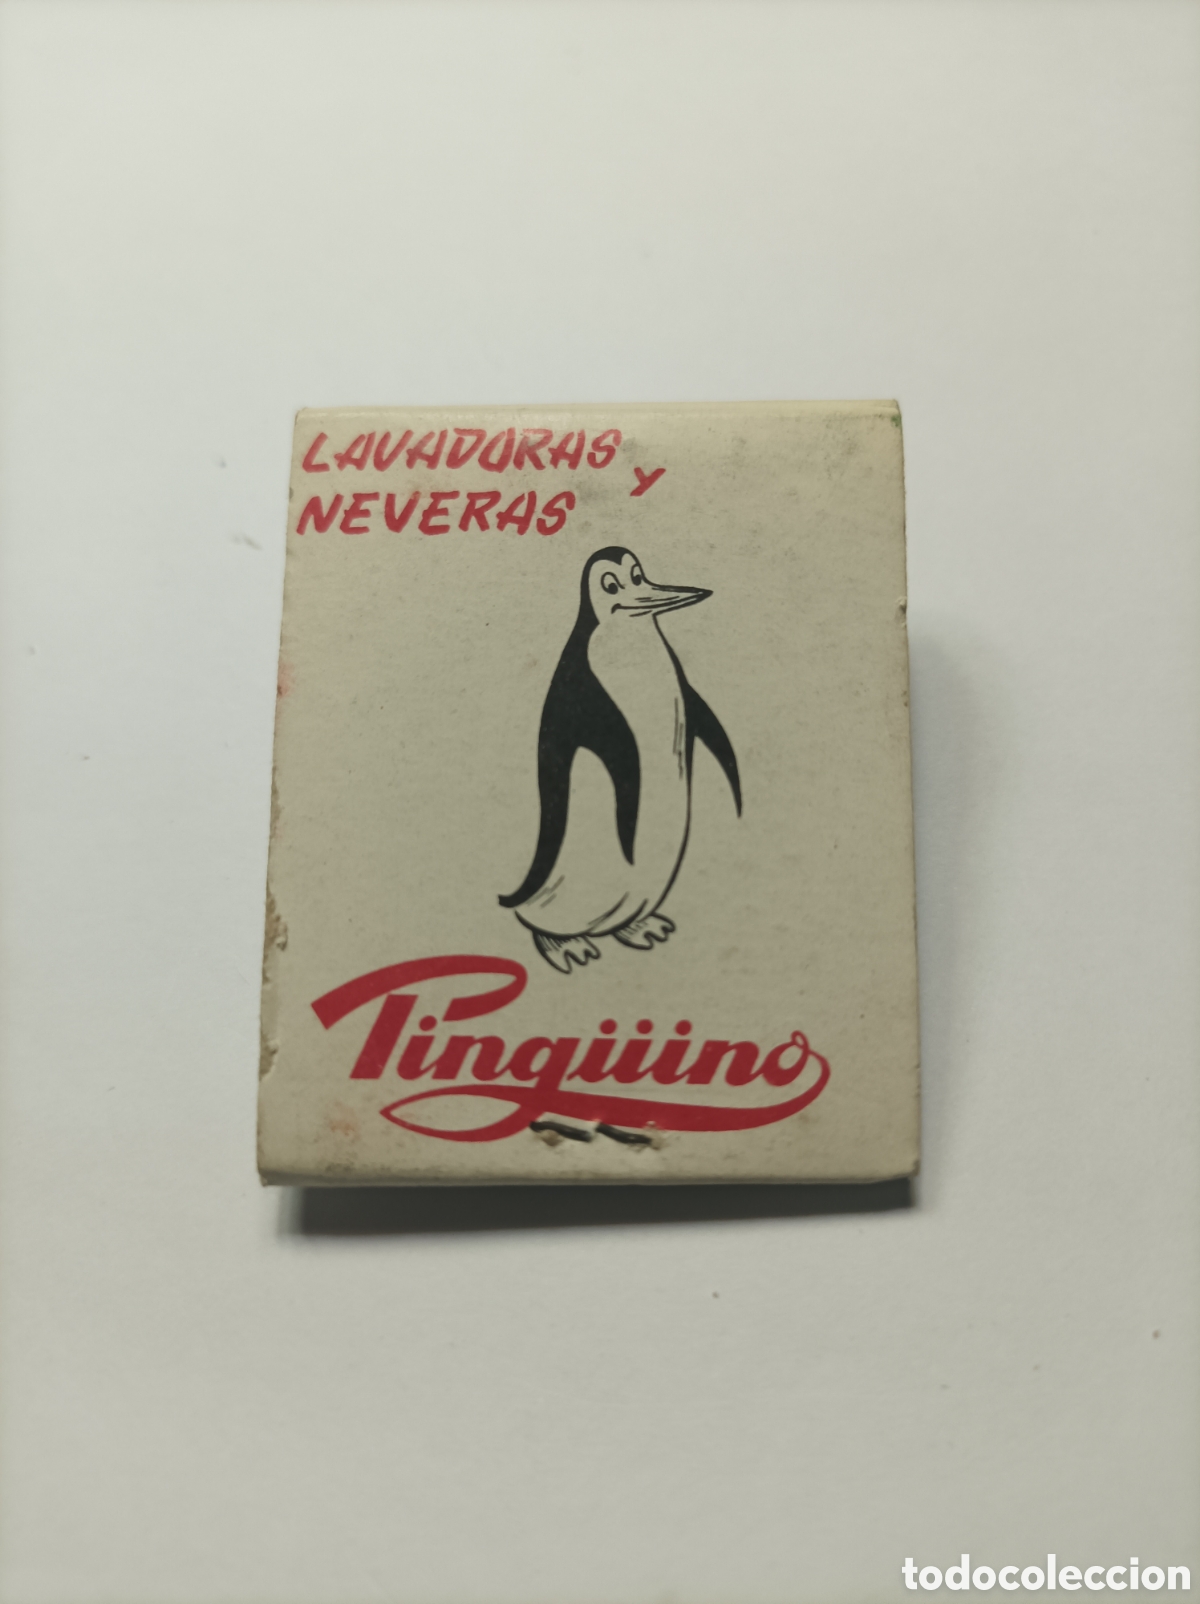 LAVADORAS Y
NEVERAS
Pingüino
todocoleccion